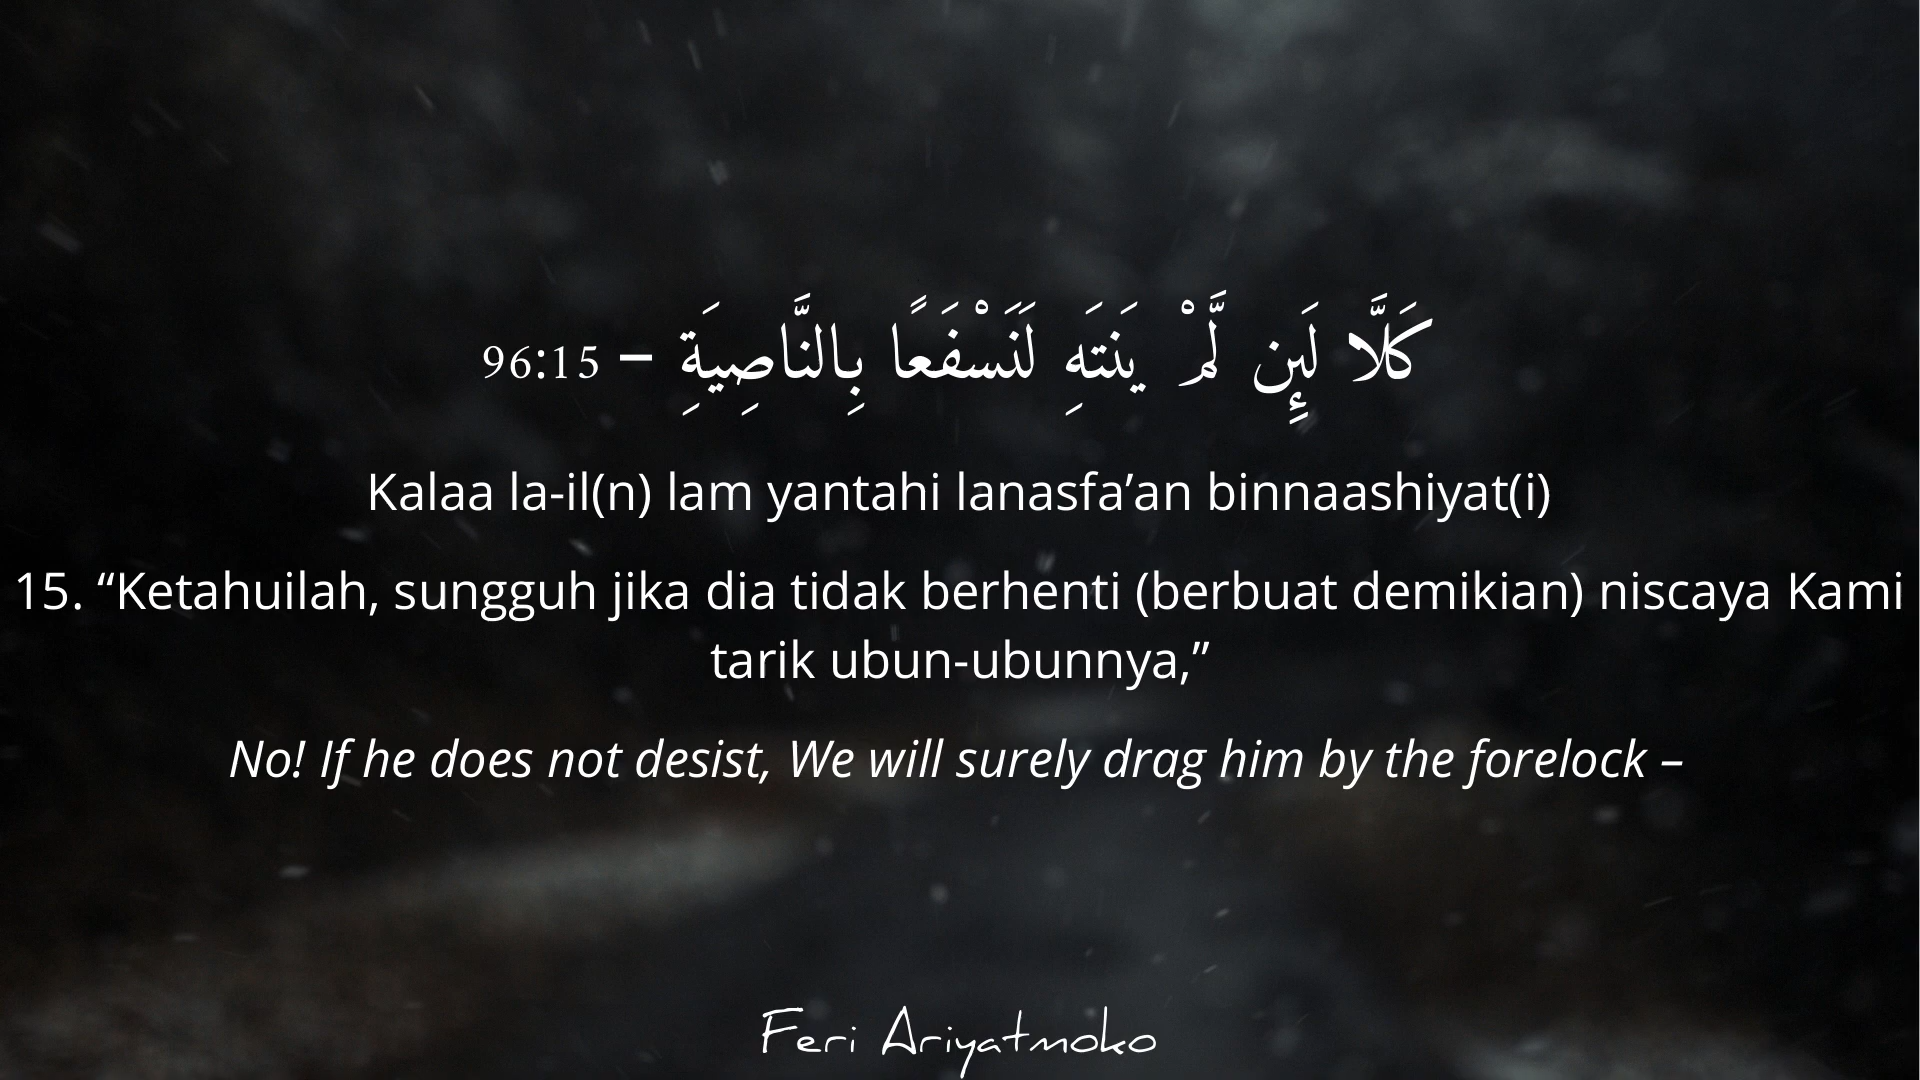 كَلَّا لَئِن لَّمْ يَنتَهِ لَنَسْفَعًا بِالنَّاصِيَةِ – 96:15
Kalaa la-il(n) lam yantahi lanasfa’an binnaashiyat(i)
15. “Ketahuilah, sungguh jika dia tidak berhenti (berbuat demikian) niscaya Kami
tarik ubun-ubunnya,”
No! If he does not desist, We will surely drag him by the forelock –
Feri Ariyatmoko